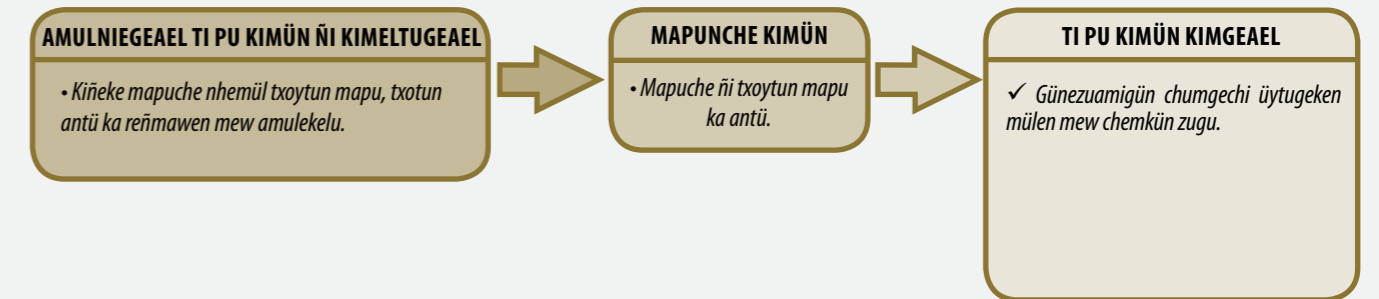 AMULNIEGEAEL TI PU KIMÜN ÑI KIMELTUGEAEL
• Kiñeke mapuche nhemül txoytun mapu, txotun
antü ka reñmawen mew amulekelu.
MAPUNCHE KIMÜN
• Mapuche ñi txoytun mapu
ka antü.
TI PU KIMÜN KIMGEAEL
✓ Günezuamigün chumgechi üytugeken
mülen mew chemkün zugu.